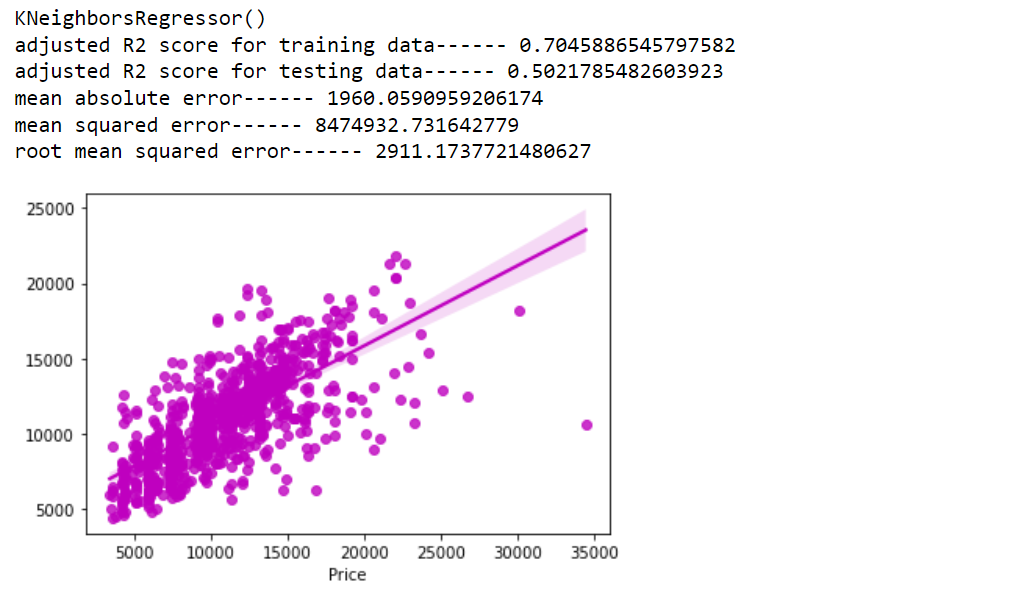 KNeighborsRegressor()
adjusted R2 score for training data------ 0.7045886545797582
adjusted R2 score for testing data------ 0.5021785482603923
mean absolute error------ 1960.0590959206174
mean squared error------ 8474932.731642779
root mean squared error------ 2911.1737721480627
25000
20000
15000
10000
5000
5000 10000 15000 20000 25000 30000 35000
Price